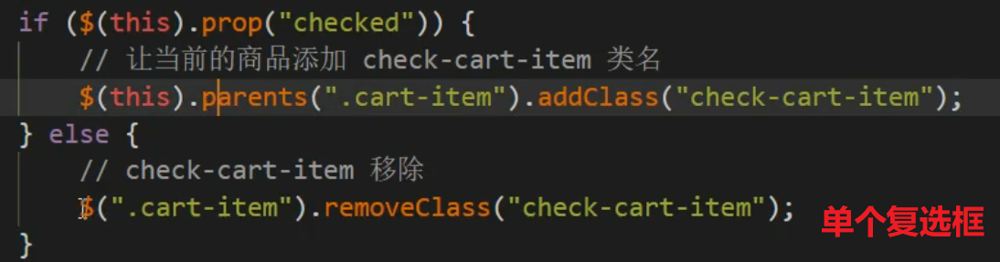 if ($(this).prop("checked")) {
// 让当前的商品添加 check-cart-item 类名
$(this).parents(".cart-item").addClass("check-cart-item");
} else {
// check-cart-item 移除
$(".cart-item").removeClass("check-cart-item");
单个复选框
}